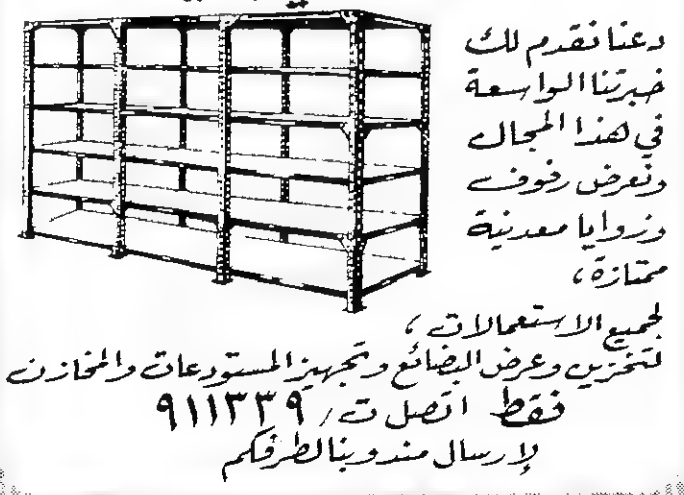 دعنا نقدم لك
خبرتنا الواسعة
في هذا المجال
ونعرض رفوف
وزوايا معدنية
ممتازة،
لجميع الاستعمالات،
لتخزين وعرض البضائع وتجهيز المستودعات والمخازن
فقط اتصل ت، ٩١١٣٣٩
لإرسال مندوبنا لطرفكم